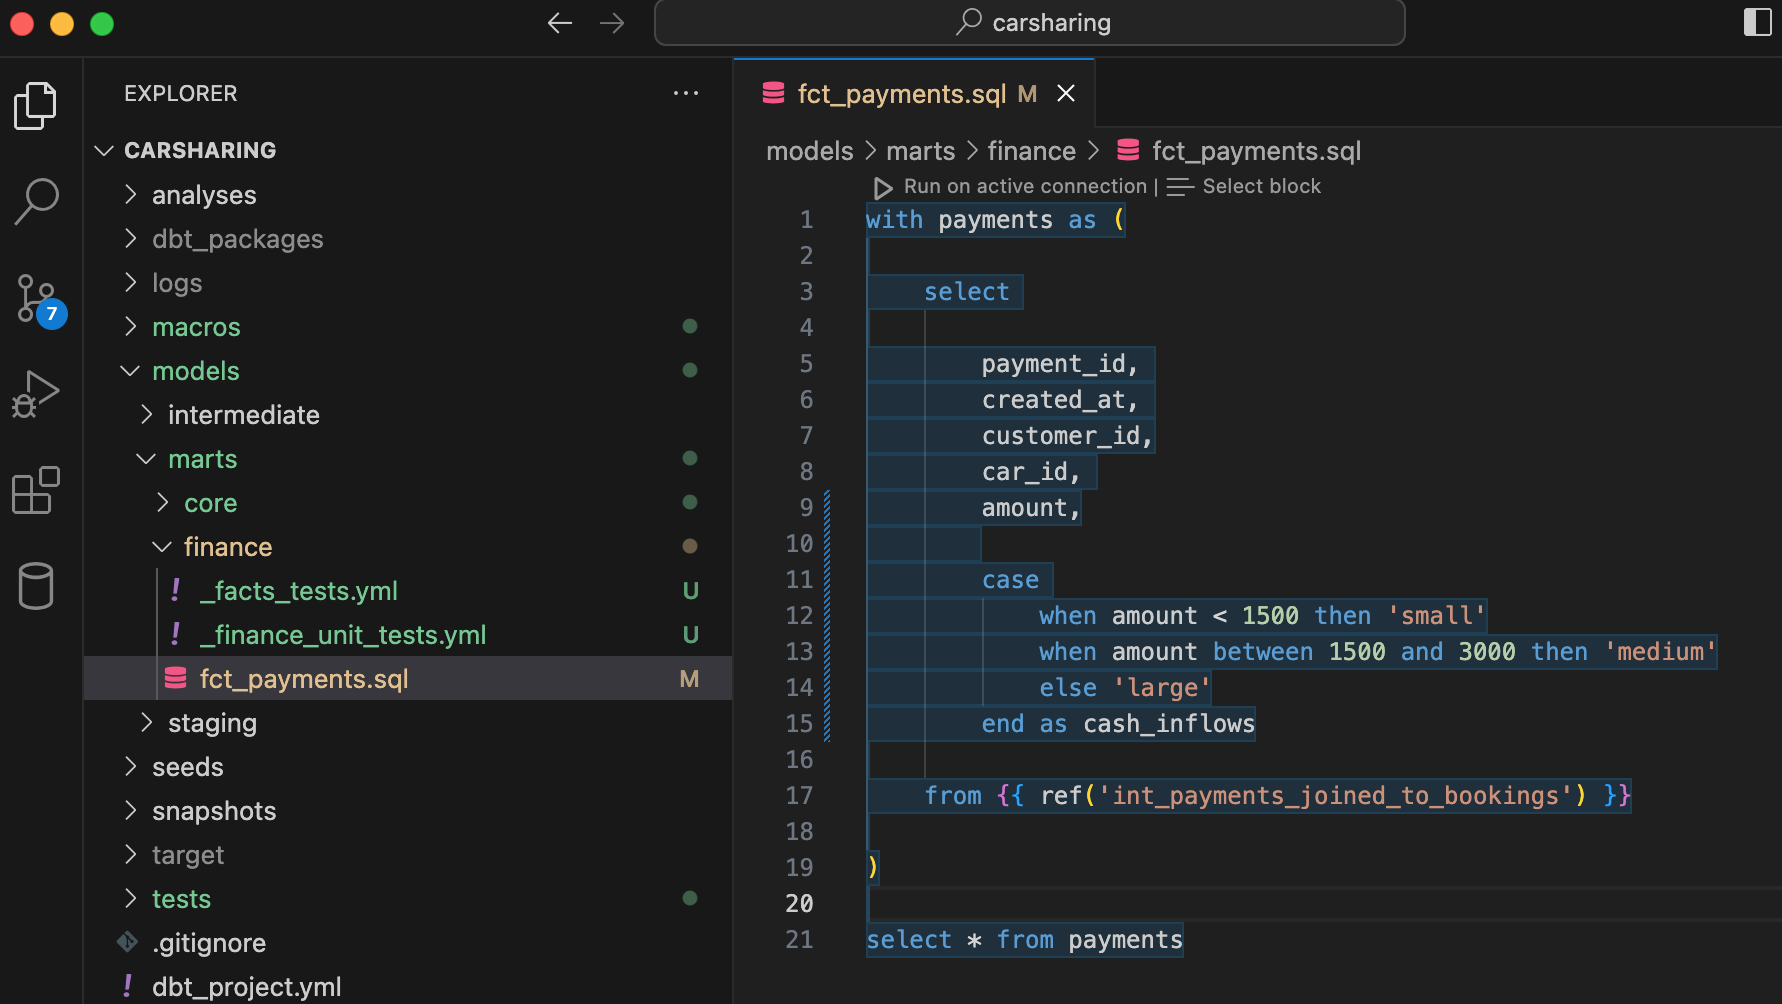 carsharing
EXPLORER
···
CARSHARING
analyses
dbt_packages
logs
7
macros
models
intermediate
marts
core
finance
! _facts_tests.yml U
! _finance_unit_tests.yml U
fct_payments.sql M
staging
seeds
snapshots
target
tests
.gitignore
! dbt_project.yml
fct_payments.sql M
models > marts > finance > fct_payments.sql
Run on active connection | Select block
1 with payments as (
2
3 select
4
5 payment_id,
6 created_at,
7 customer_id,
8 car_id,
9 amount,
10
11 case
12 when amount < 1500 then 'small'
13 when amount between 1500 and 3000 then 'medium'
14 else 'large'
15 end as cash_inflows
16
17 from {{ ref('int_payments_joined_to_bookings') }}
18
19 )
20
21 select * from payments